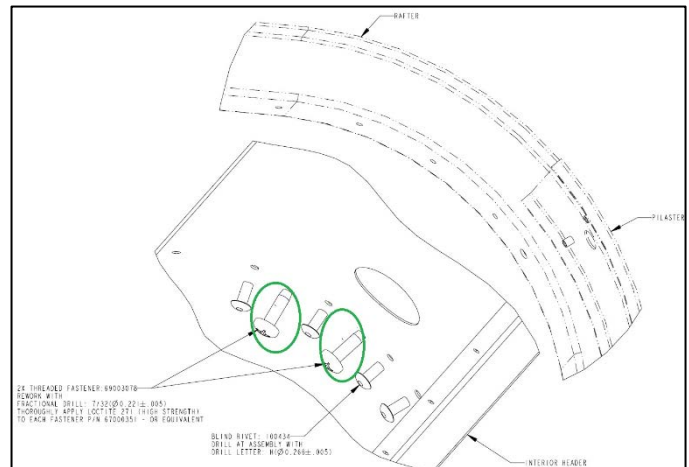 RAFTER
PILASTER
2X THREADED FASTENER:69003578
REWORK WITH
FRACTIONAL DRILL: 7/32(Ø0.221±.005)
THOROUGHLY APPLY LOCTITE 271 (HIGH STRENGTH)
TO EACH FASTENER P/N 67006351 - OR EQUIVALENT
BLIND RIVET: 100434
DRILL AT ASSEMBLY WITH
DRILL LETTER: H(Ø0.266±.005)
INTERIOR HEADER